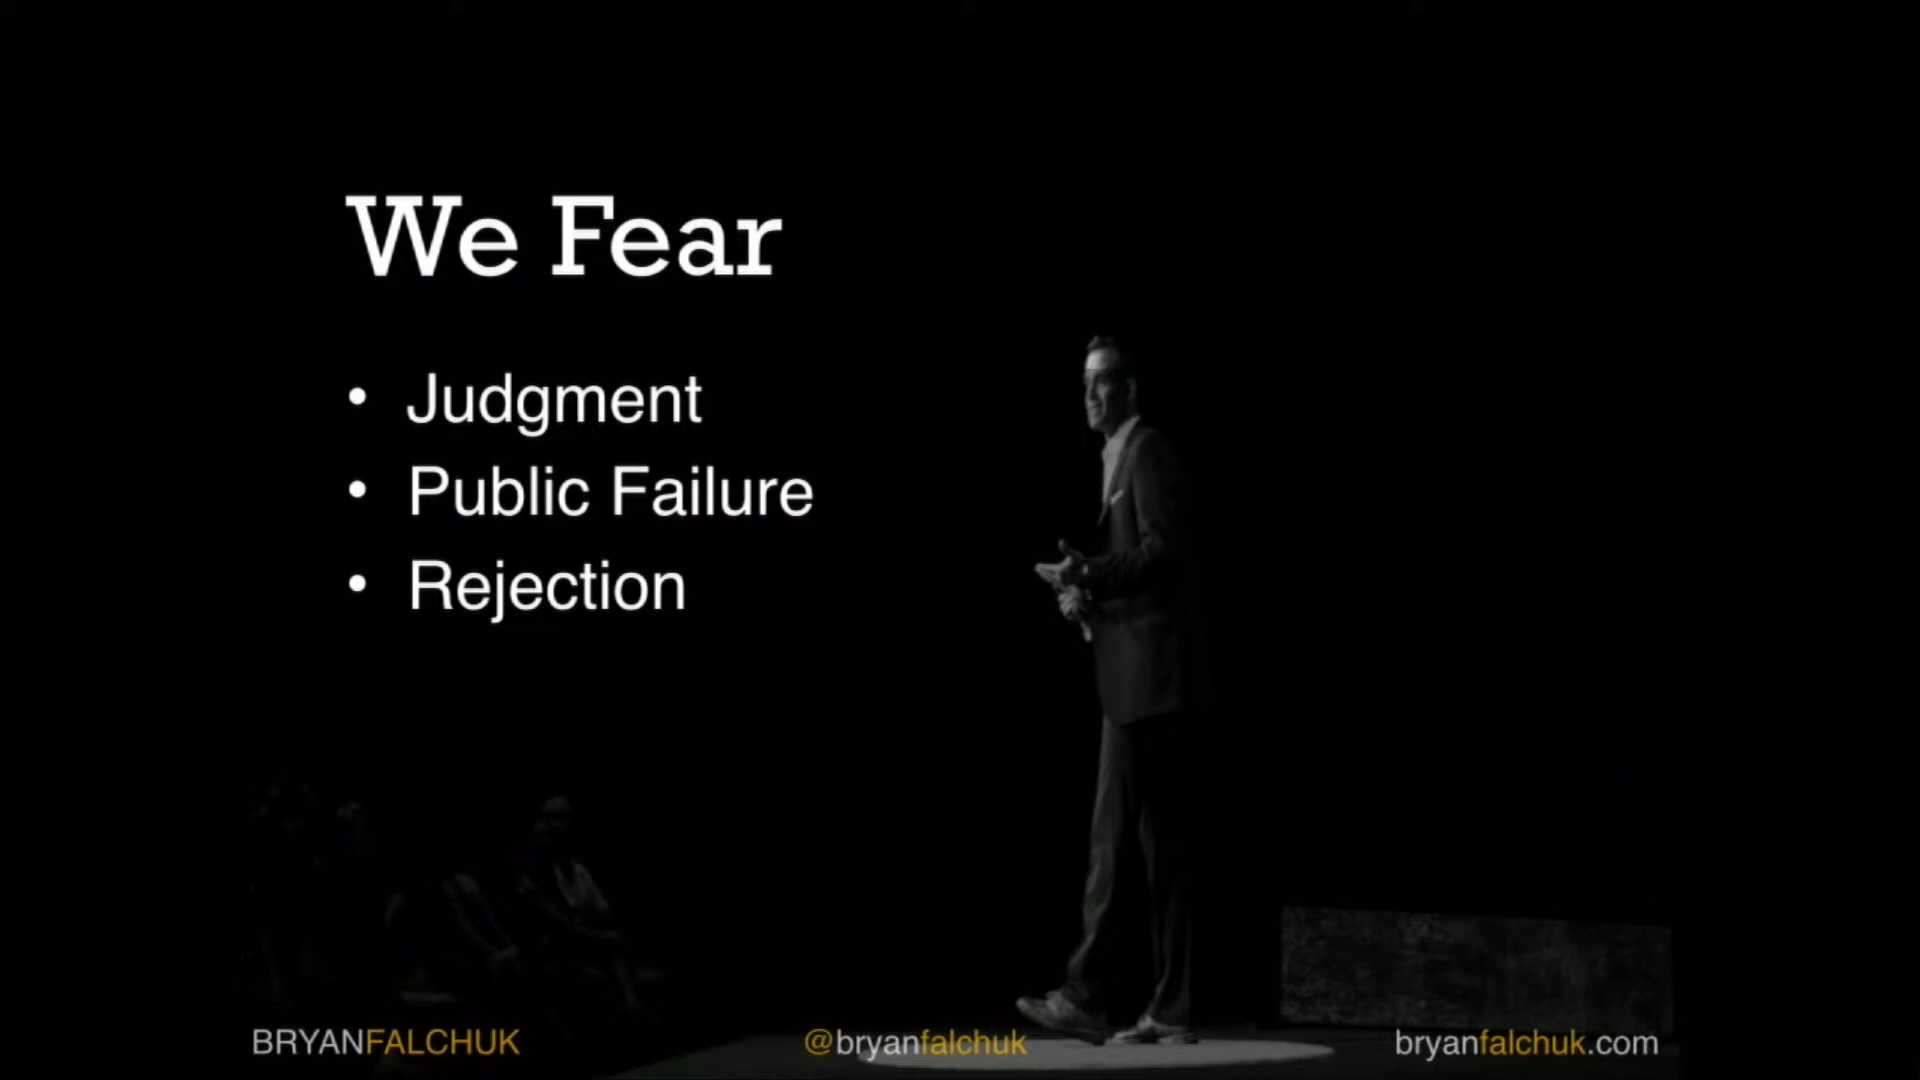 We Fear
• Judgment
• Public Failure
• Rejection
BRYANFALCHUK
@bryanfalchuk
bryanfalchuk.com